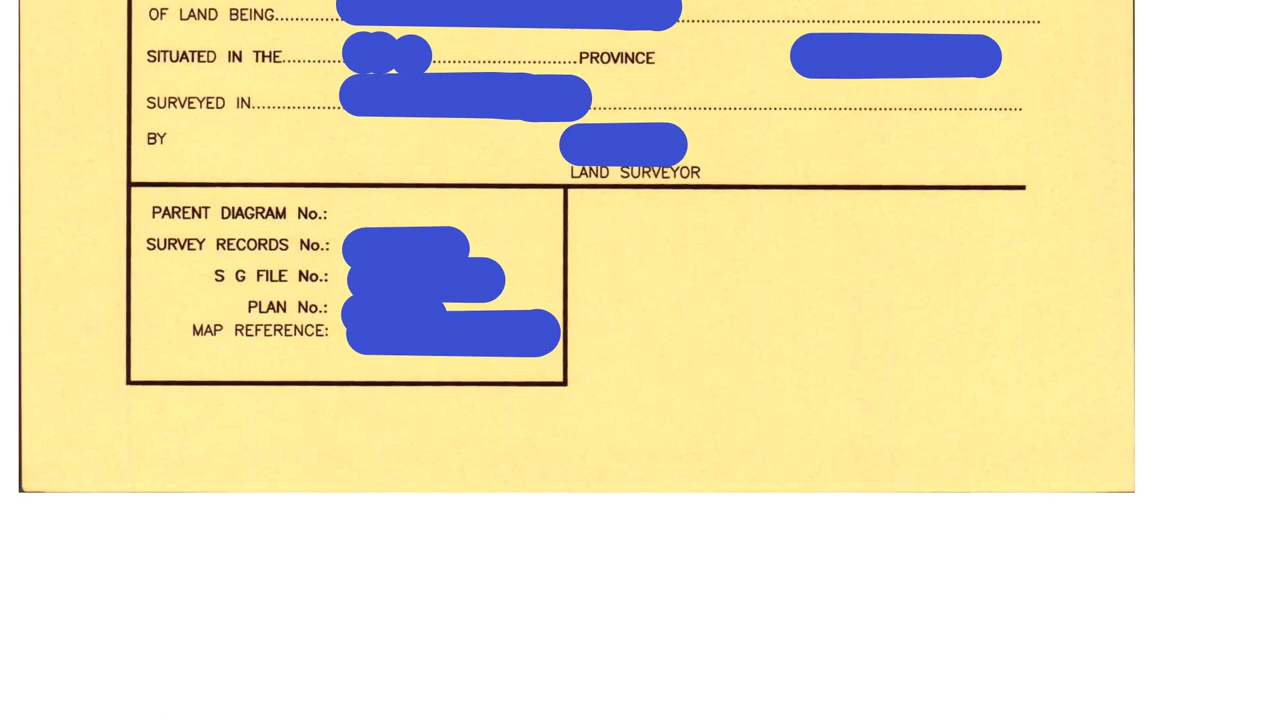 OF LAND BEING........................................
SITUATED IN THE........................................PROVINCE
SURVEYED IN........................................
BY
LAND SURVEYOR
PARENT DIAGRAM No.:
SURVEY RECORDS No.:
S G FILE No.:
PLAN No.:
MAP REFERENCE: